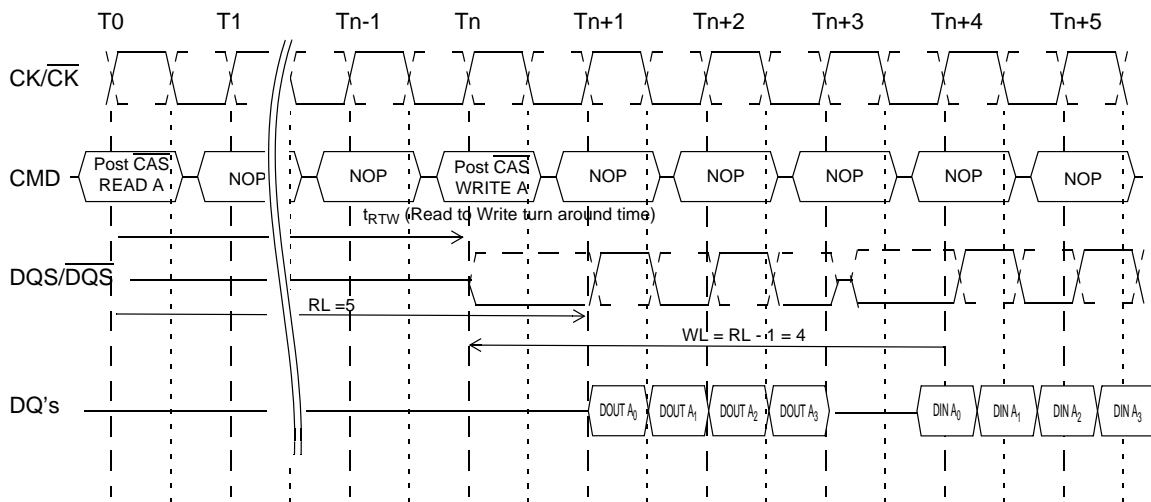 T0 T1 Tn-1 Tn Tn+1 Tn+2 Tn+3 Tn+4 Tn+5
CK/CK
CMD
Post CAS
READ A
NOP
NOP
Post CAS
WRITE A
NOP
NOP
NOP
NOP
NOP
tRTW (Read to Write turn around time)
DQS/DQS
RL =5
WL = RL - 1 = 4
DQ's
DOUT A0 DOUT A1 DOUT A2 DOUT A3 DIN A0 DIN A1 DIN A2 DIN A3